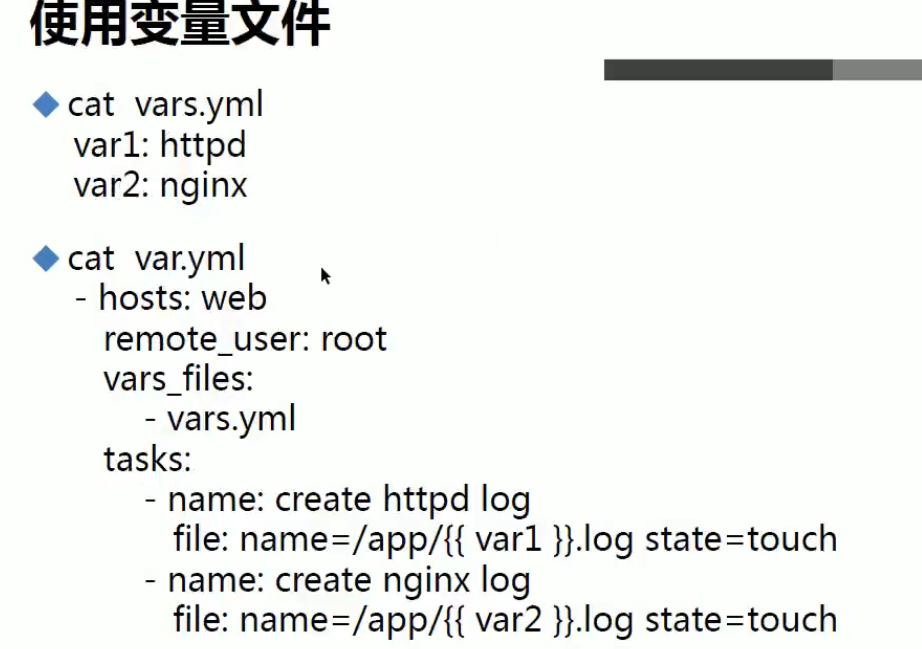 使用变量文件
cat vars.yml
var1: httpd
var2: nginx
cat var.yml
- hosts: web
remote_user: root
vars_files:
- vars.yml
tasks:
- name: create httpd log
file: name=/app/{{ var1 }}.log state=touch
- name: create nginx log
file: name=/app/{{ var2 }}.log state=touch